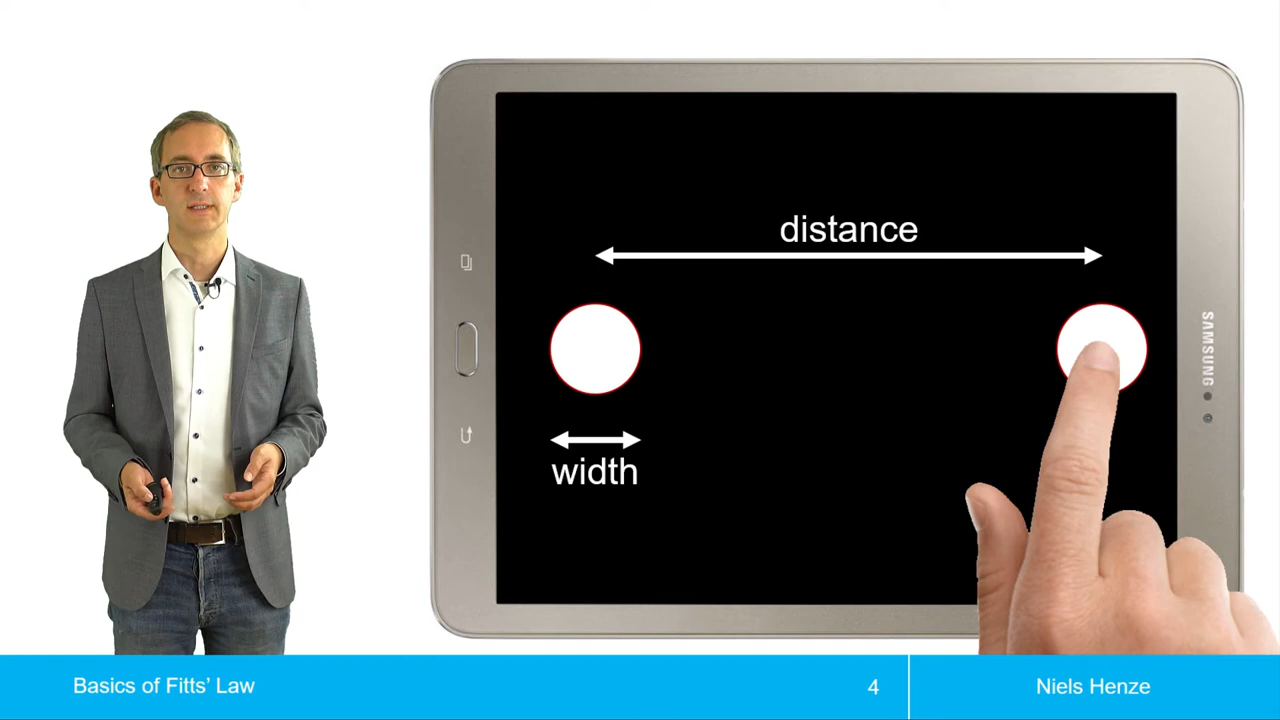 distance
width
SAMSUNG
Basics of Fitts’ Law
4
Niels Henze